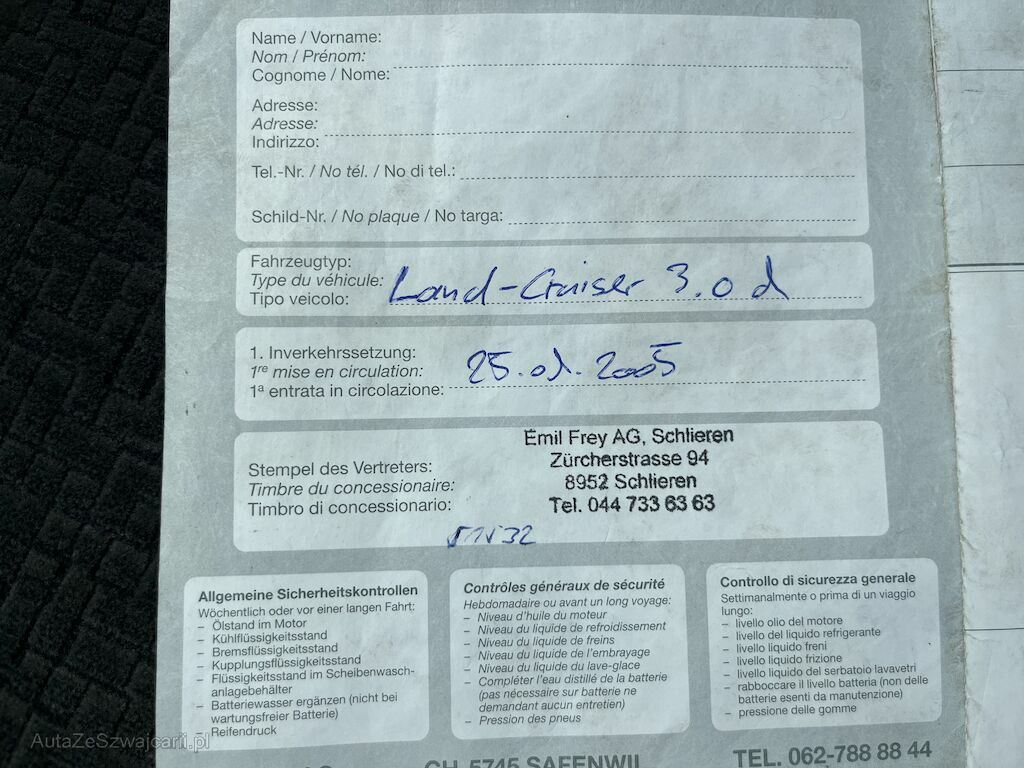 Name / Vorname:
Nom / Prénom:
Cognome / Nome:
Adresse:
Adresse:
Indirizzo:
Tel.-Nr. / No tél. / No di tel.:
Schild-Nr. / No plaque / No targa:
Fahrzeugtyp:
Type du véhicule:
Tipo veicolo:
Land-Cruiser 3.0 d
1. Inverkehrssetzung:
1re mise en circulation:
1a entrata in circolazione:
25.01.2005
Stempel des Vertreters:
Timbre du concessionaire:
Timbro di concessionario:
Emil Frey AG, Schlieren
Zürcherstrasse 94
8952 Schlieren
Tel. 044 733 63 63
Allgemeine Sicherheitskontrollen
Wöchentlich oder vor einer langen Fahrt:
– Ölstand im Motor
– Kühlflüssigkeitsstand
– Bremsflüssigkeitsstand
– Kupplungsflüssigkeitsstand
– Flüssigkeitsstand im Scheibenwasch-
anlagebehälter
– Batteriewasser ergänzen (nicht bei
wartungsfreier Batterie)
Reifendruck
Contrôles généraux de sécurité
Hebdomadaire ou avant un long voyage:
– Niveau d'huile du moteur
– Niveau du liquide de refroidissement
– Niveau du liquide de freins
– Niveau du liquide de l'embrayage
– Niveau du liquide du lave-glace
– Compléter l'eau distillé de la batterie
(pas nécessaire sur batterie ne
demandant aucun entretien)
– Pression des pneus
Controllo di sicurezza generale
Settimanalmente o prima di un viaggio
lungo:
– livello olio del motore
– livello del liquido refrigerante
– livello liquido freni
– livello liquido frizione
– livello liquido del serbatoio lavavetri
– rabboccare il livello batteria (non delle
batterie esenti da manutenzione)
– pressione delle gomme
AutaZeSzwajcarii.pl
CH-5745 SAFENWIL
TEL. 062-788 88 44